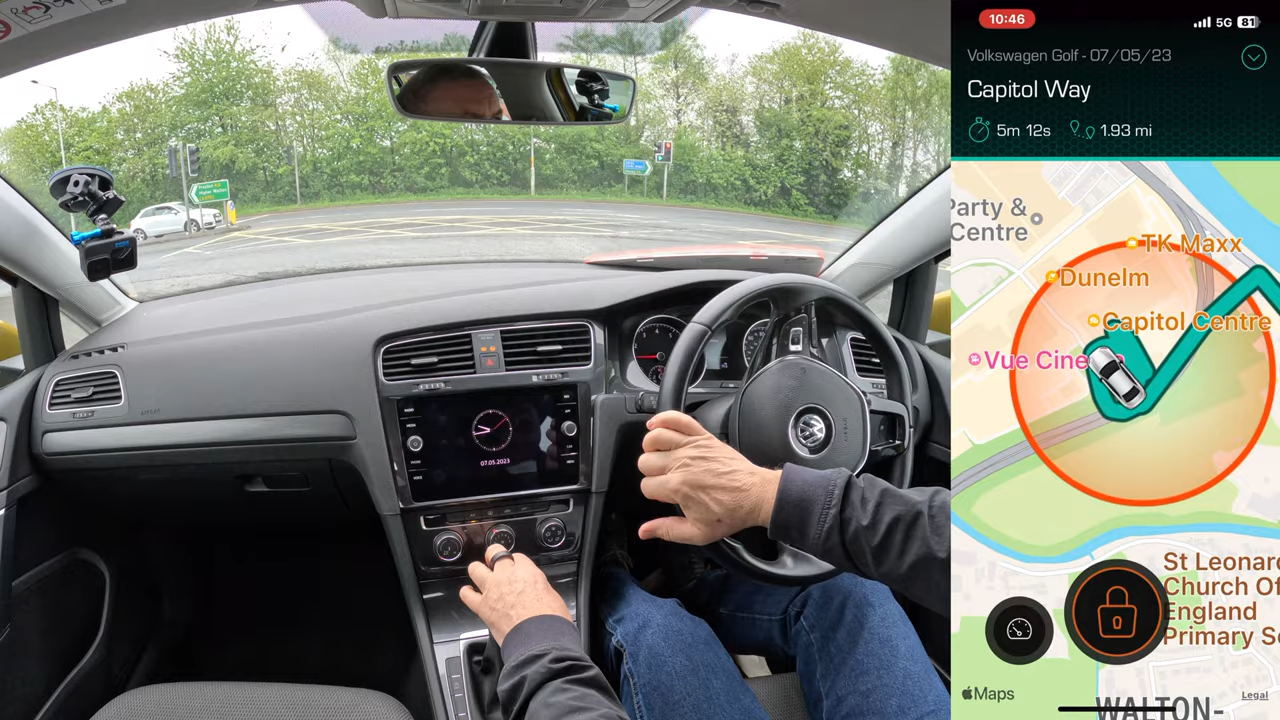 10:46
5G
81
Volkswagen Golf - 07/05/23
Capitol Way
5m 12s
1.93 mi
Party &
Centre
TK Maxx
Dunelm
Capitol Centre
Vue Cine
St Leonard
Church Of
England
Primary Sc
Maps
Legal
WALTON-
07.05.2023